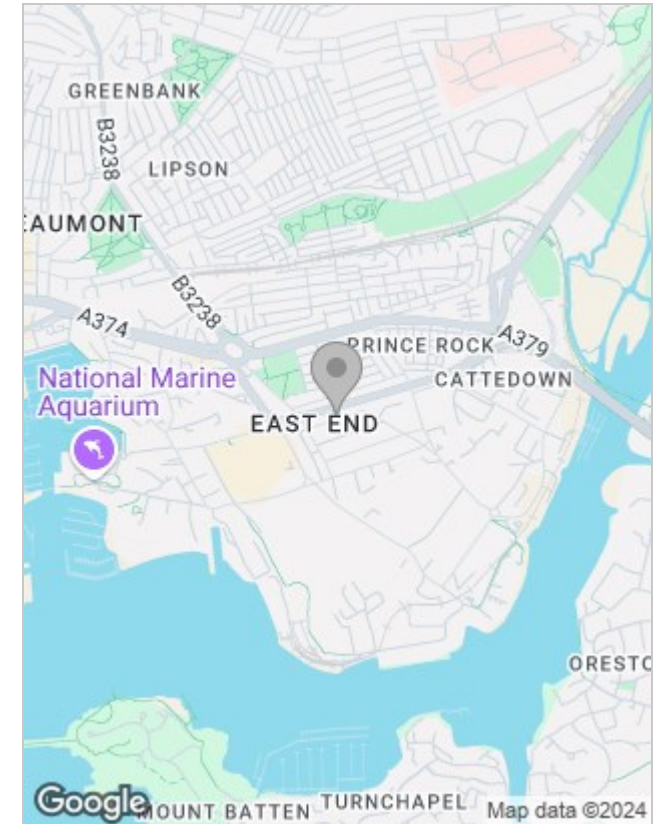 GREENBANK
B3238
LIPSON
EAUMONT
B3238
A374
PRINCE ROCK
A379
National Marine
Aquarium
CATTEDOWN
EAST END
ORESTO
Google
MOUNT BATTEN
TURNCHAPEL
Map data ©2024